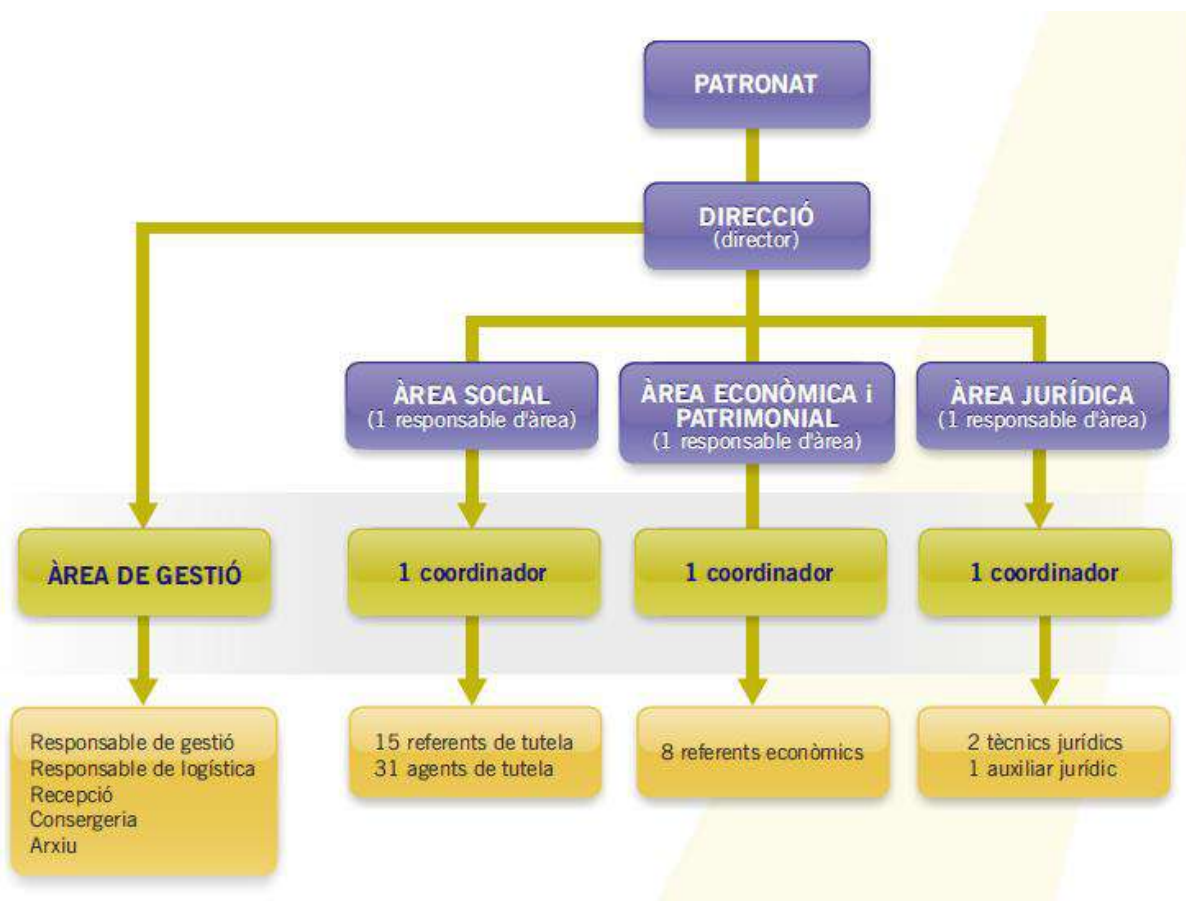 PATRONAT
DIRECCIÓ
(director)
ÀREA SOCIAL
(1 responsable d'àrea)
ÀREA ECONÒMICA i
PATRIMONIAL
(1 responsable d'àrea)
ÀREA JURÍDICA
(1 responsable d'àrea)
ÀREA DE GESTIÓ
1 coordinador
1 coordinador
1 coordinador
Responsable de gestió
Responsable de logística
Recepció
Consergeria
Arxiu
15 referents de tutela
31 agents de tutela
8 referents econòmics
2 tècnics jurídics
1 auxiliar jurídic